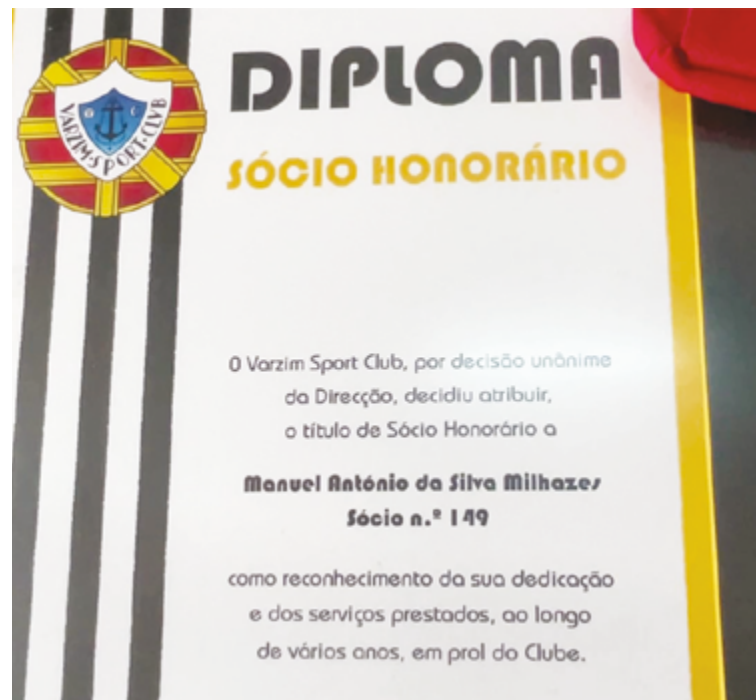 DIPLOMA
SÓCIO HONORÁRIO
VARZIM SPORT CLVB
O Varzim Sport Club, por decisão unânime
da Direcção, decidiu atribuir,
o título de Sócio Honorário a
Manuel António da Silva Milhazes
Sócio n.º 149
como reconhecimento da sua dedicação
e dos serviços prestados, ao longo
de vários anos, em prol do Clube.